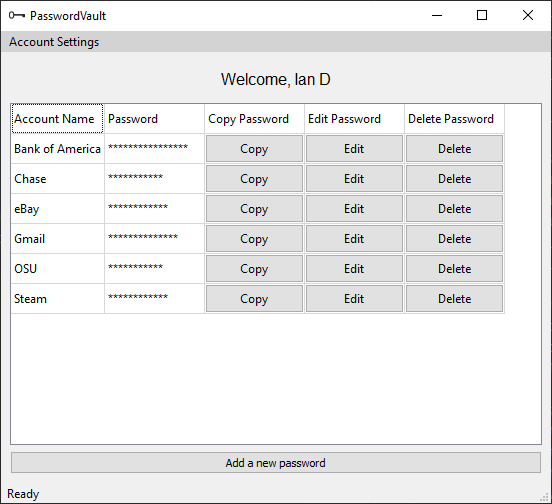 PasswordVault
Account Settings
Welcome, Ian D
Account Name Password Copy Password Edit Password Delete Password
Bank of America **************** Copy Edit Delete
Chase *********** Copy Edit Delete
eBay ************ Copy Edit Delete
Gmail ************** Copy Edit Delete
OSU *********** Copy Edit Delete
Steam ************ Copy Edit Delete
Add a new password
Ready